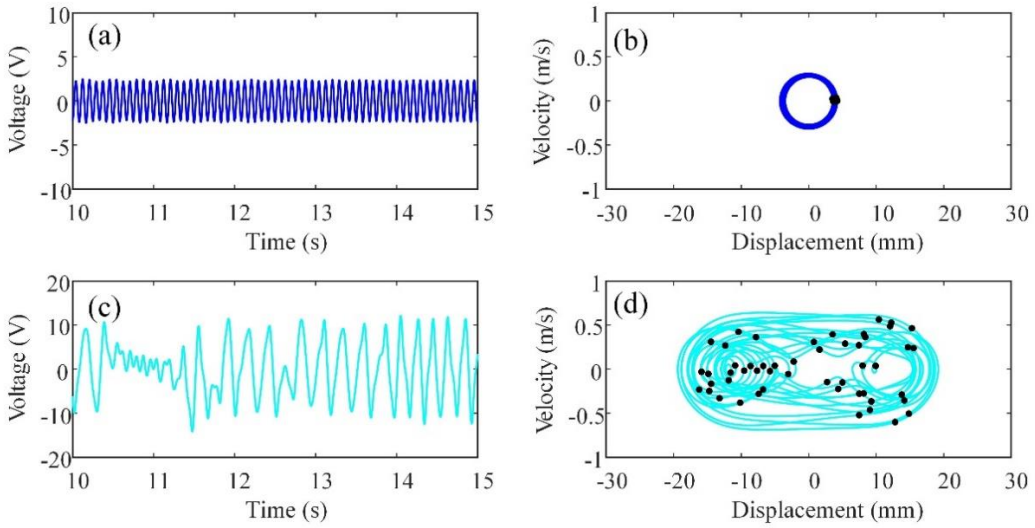 (a)
10
5
0
-5
-10
Voltage (V)
10 11 12 13 14 15
Time (s)
(b)
1
0.5
0
-0.5
-1
Velocity (m/s)
-30 -20 -10 0 10 20 30
Displacement (mm)
(c)
20
10
0
-10
-20
Voltage (V)
10 11 12 13 14 15
Time (s)
(d)
1
0.5
0
-0.5
-1
Velocity (m/s)
-30 -20 -10 0 10 20 30
Displacement (mm)